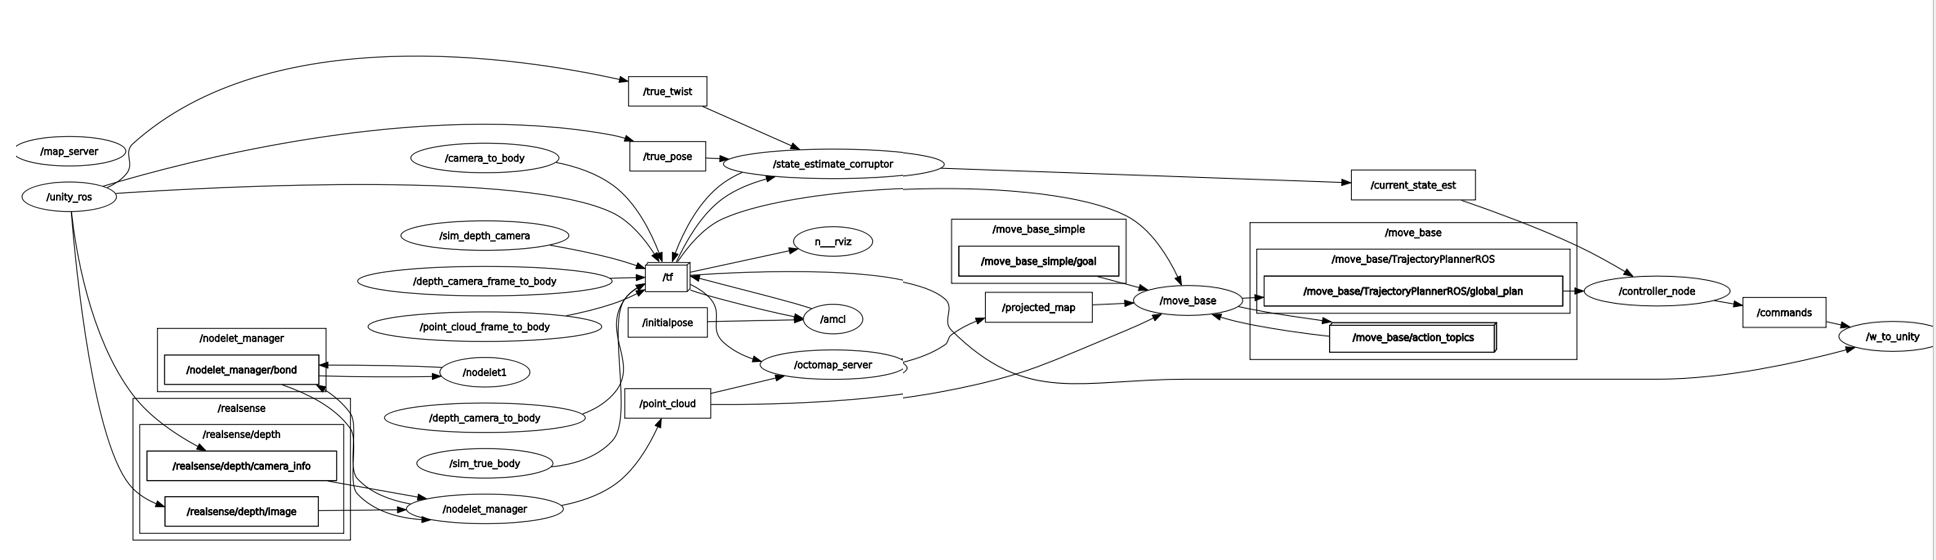 /map_server
/unity_ros
/true_twist
/true_pose
/camera_to_body
/state_estimate_corruptor
/current_state_est
/sim_depth_camera
/depth_camera_frame_to_body
/point_cloud_frame_to_body
/tf
n__rviz
/initialpose
/amcl
/move_base_simple
/move_base_simple/goal
/projected_map
/move_base
/move_base
/move_base/TrajectoryPlannerROS
/move_base/TrajectoryPlannerROS/global_plan
/move_base/action_topics
/controller_node
/commands
/w_to_unity
/nodelet_manager
/nodelet_manager/bond
/nodelet1
/octomap_server
/point_cloud
/depth_camera_to_body
/sim_true_body
/realsense
/realsense/depth
/realsense/depth/camera_info
/realsense/depth/image
/nodelet_manager